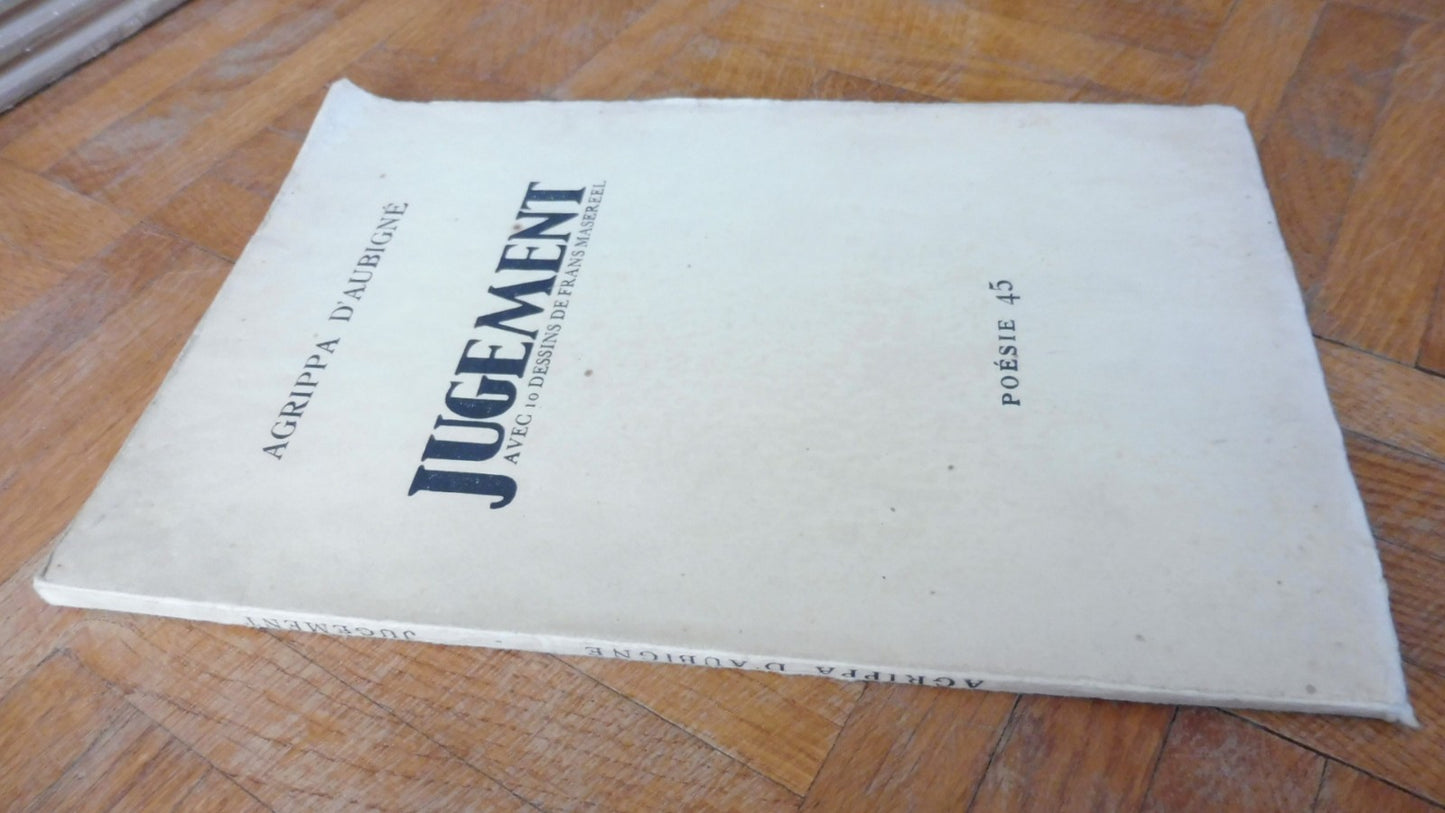 AGRIPPA D'AUBIGNÉ
JUGEMENT
AVEC 10 DESSINS DE FRANS MASEREEL
POÉSIE 45
AGRIPPA D'AUBIGNÉ JUGEMENT